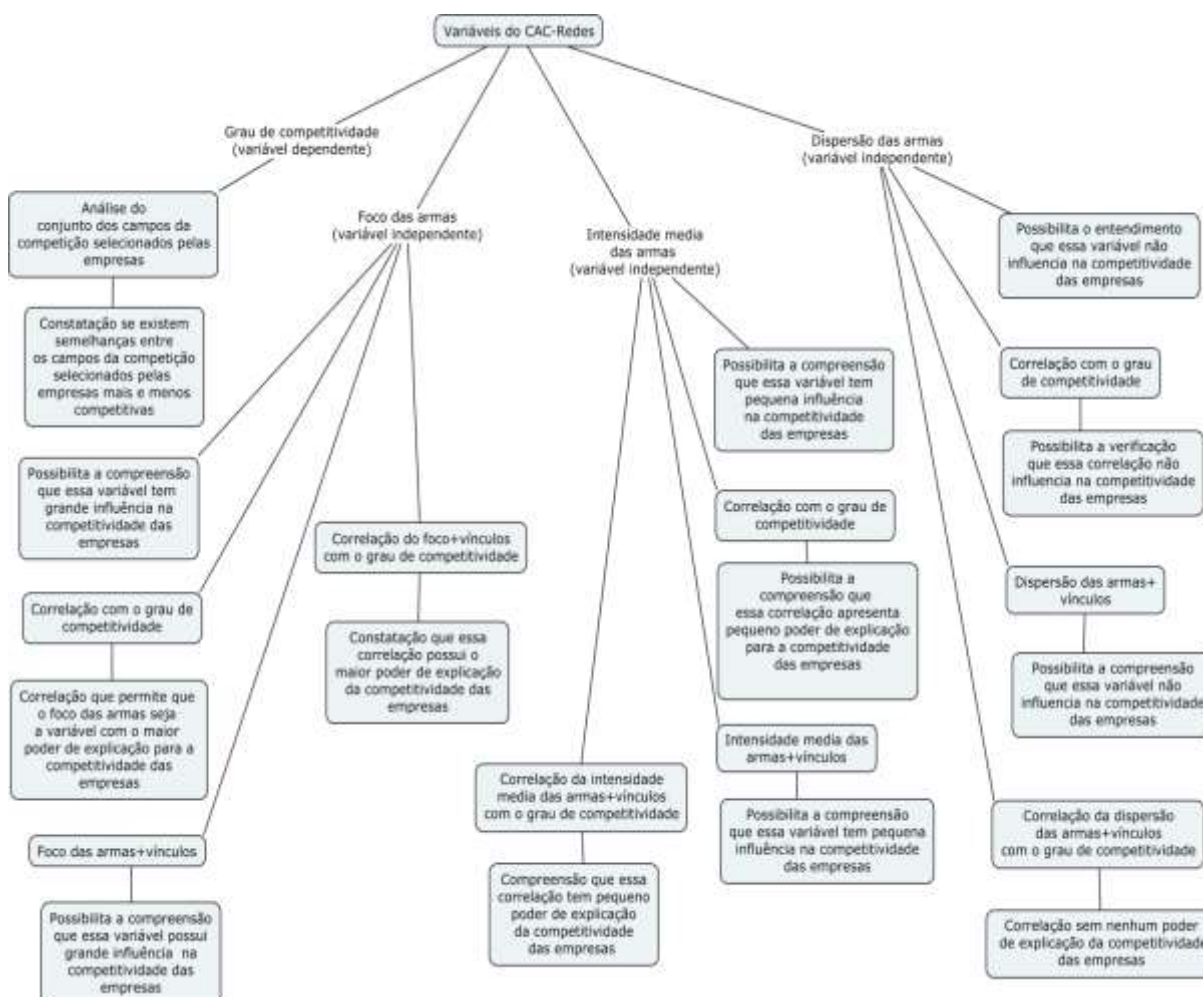 Variáveis do CAC-Redes
Grau de competitividade
(variável dependente)
Análise do
conjunto dos campos da
competição selecionados pelas
empresas
Constatação se existem
semelhanças entre
os campos da competição
selecionados pelas
empresas mais e menos
competitivas
Foco das armas
(variável independente)
Possibilita a compreensão
que essa variável tem
grande influência na
competitividade das
empresas
Correlação com o grau de
competitividade
Correlação que permite que
o foco das armas seja
a variável com o maior
poder de explicação para a
competitividade das
empresas
Foco das armas+vínculos
Possibilita a compreensão
que essa variável possui
grande influência na
competitividade das
empresas
Correlação do foco+vínculos
com o grau de competitividade
Constatação que essa
correlação possui o
maior poder de explicação
da competitividade das
empresas
Intensidade media
das armas
(variável independente)
Correlação da intensidade
media das armas+vínculos
com o grau de competitividade
Compreensão que essa
correlação tem pequeno
poder de explicação
da competitividade
das empresas
Possibilita a compreensão
que essa variável tem
pequena influência
na competitividade
das empresas
Correlação com o grau de
competitividade
Possibilita a
compreensão que
essa correlação apresenta
pequeno poder de explicação
para a competitividade
das empresas
Intensidade media das
armas+vínculos
Possibilita a compreensão
que essa variável tem pequena
influência na competitividade
das empresas
Dispersão das armas
(variável independente)
Possibilita o entendimento
que essa variável não
influencia na competitividade
das empresas
Correlação com o grau
de competitividade
Possibilita a verificação
que essa correlação não
influencia na competitividade
das empresas
Dispersão das armas+
vínculos
Possibilita a compreensão
que essa variável não
influencia na competitividade
das empresas
Correlação da dispersão
das armas+vínculos
com o grau de competitividade
Correlação sem nenhum poder
de explicação da competitividade
das empresas